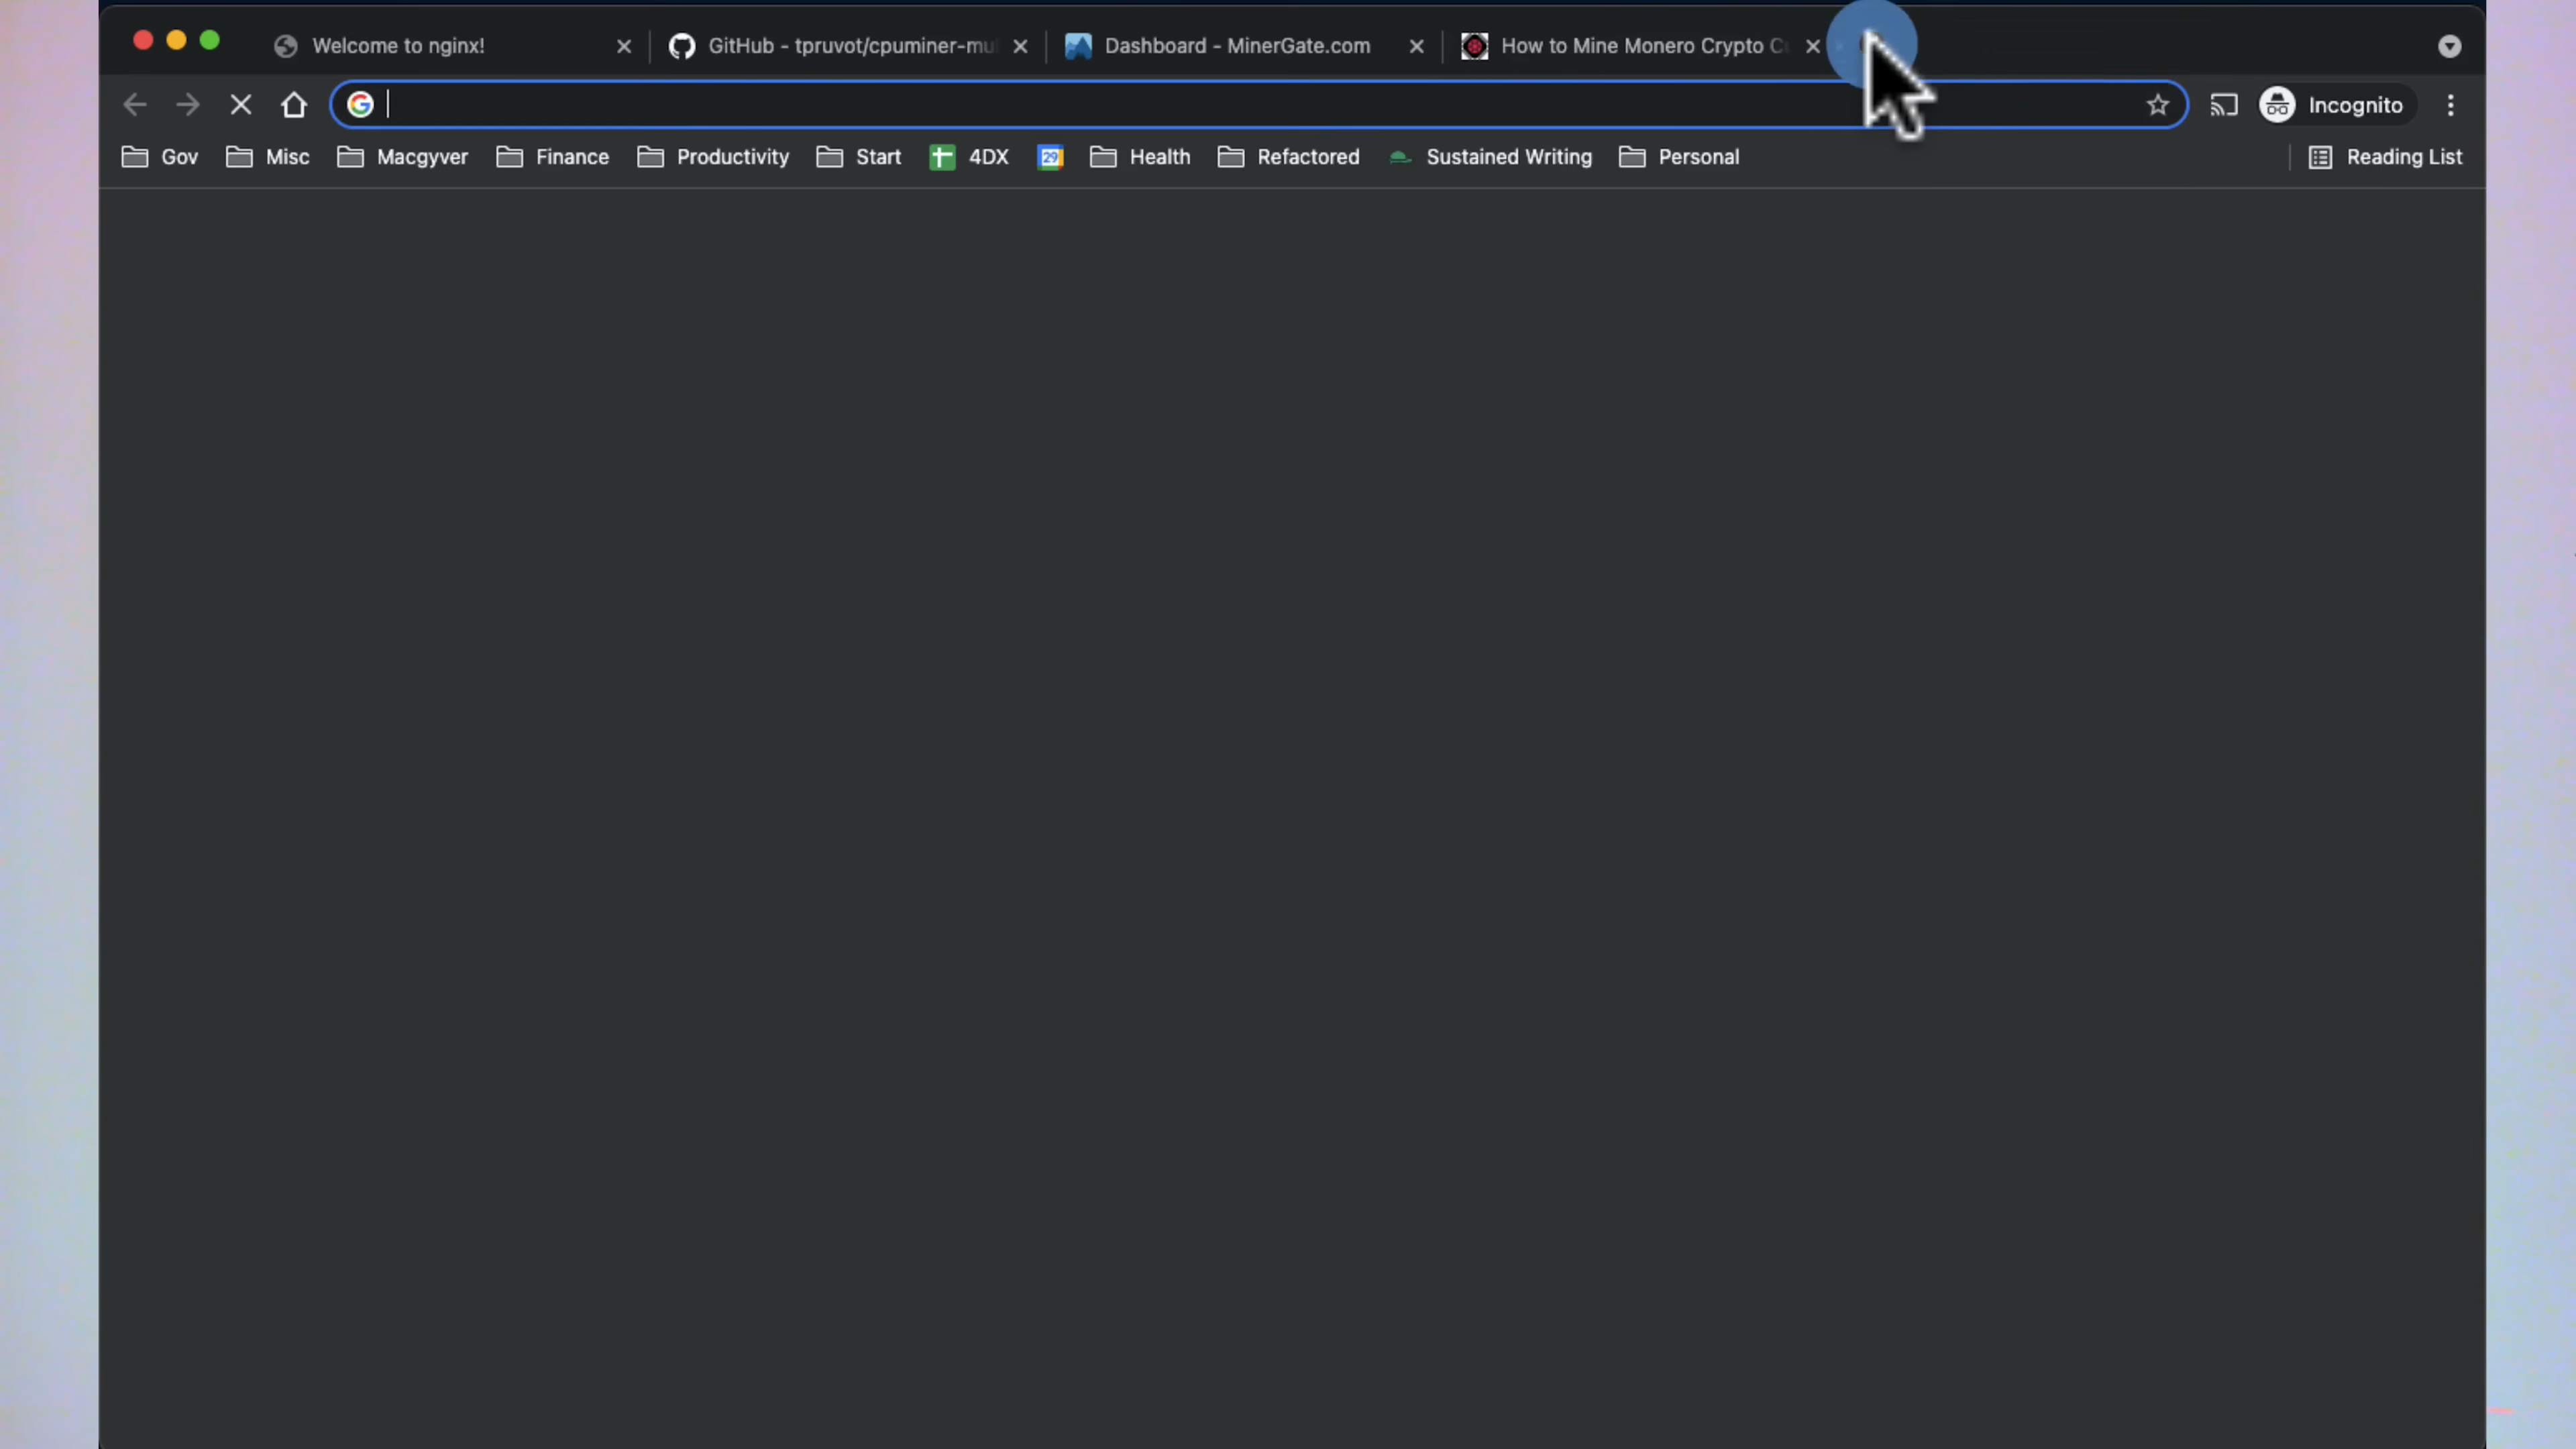 Welcome to nginx! GitHub - tpruvot/cpuminer-mu Dashboard - MinerGate.com How to Mine Monero Crypto C
Incognito
Gov Misc Macgyver Finance Productivity Start 4DX 29 Health Refactored Sustained Writing Personal Reading List